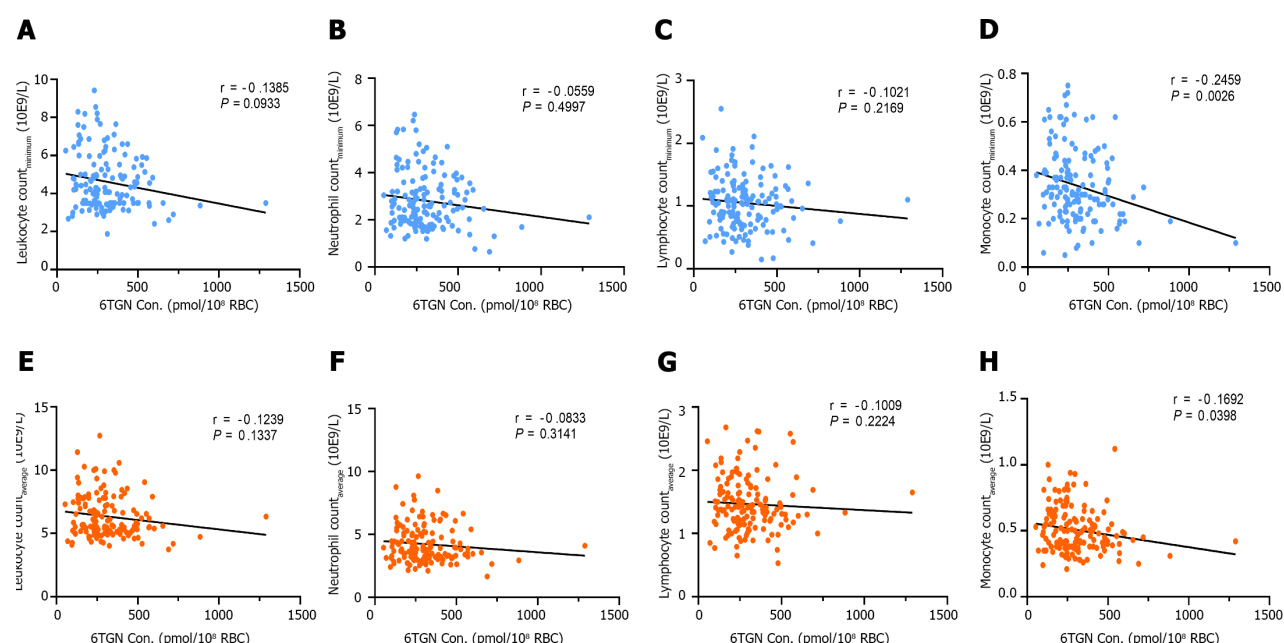 A
B
C
D
r = -0.1385
P = 0.0933
r = -0.0559
P = 0.4997
r = -0.1021
P = 0.2169
r = -0.2459
P = 0.0026
Leukocyte count minimum (10E9/L)
10
8
6
4
2
0
0
500
1000
1500
6TGN Con. (pmol/10⁸ RBC)
Neutrophil count minimum (10E9/L)
8
6
4
2
0
0
500
1000
1500
6TGN Con. (pmol/10⁸ RBC)
Lymphocyte count minimum (10E9/L)
3
2
1
0
0
500
1000
1500
6TGN Con. (pmol/10⁸ RBC)
Monocyte count minimum (10E9/L)
0.8
0.6
0.4
0.2
0.0
0
500
1000
1500
6TGN Con. (pmol/10⁸ RBC)
E
F
G
H
r = -0.1239
P = 0.1337
r = -0.0833
P = 0.3141
r = -0.1009
P = 0.2224
r = -0.1692
P = 0.0398
Leukocyte count average (10E9/L)
15
10
5
0
0
500
1000
1500
6TGN Con. (pmol/10⁸ RBC)
Neutrophil count average (10E9/L)
15
10
5
0
0
500
1000
1500
6TGN Con. (pmol/10⁸ RBC)
Lymphocyte count average (10E9/L)
3
2
1
0
0
500
1000
1500
6TGN Con. (pmol/10⁸ RBC)
Monocyte count average (10E9/L)
1.5
1.0
0.5
0.0
0
500
1000
1500
6TGN Con. (pmol/10⁸ RBC)